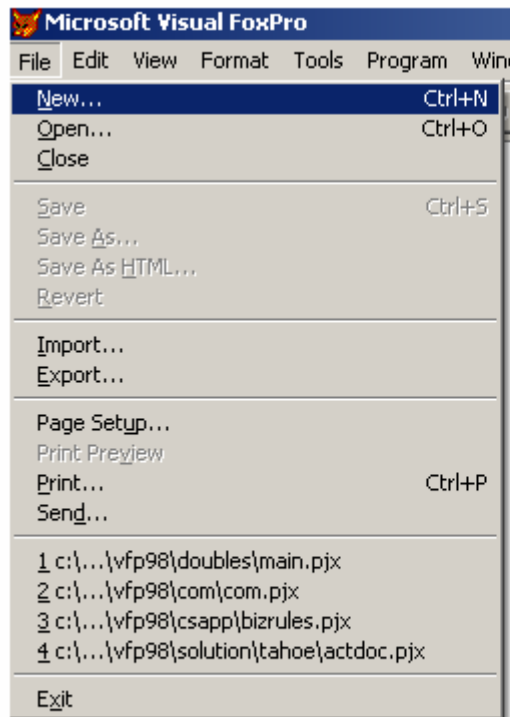 Microsoft Visual FoxPro
File Edit View Format Tools Program Win
New... Ctrl+N
Open... Ctrl+O
Close
Save Ctrl+S
Save As...
Save As HTML...
Revert
Import...
Export...
Page Setup...
Print Preview
Print... Ctrl+P
Send...
1 c:\...\vfp98\doubles\main.pjx
2 c:\...\vfp98\com\com.pjx
3 c:\...\vfp98\csapp\bizrules.pjx
4 c:\...\vfp98\solution\tahoe\actdoc.pjx
Exit